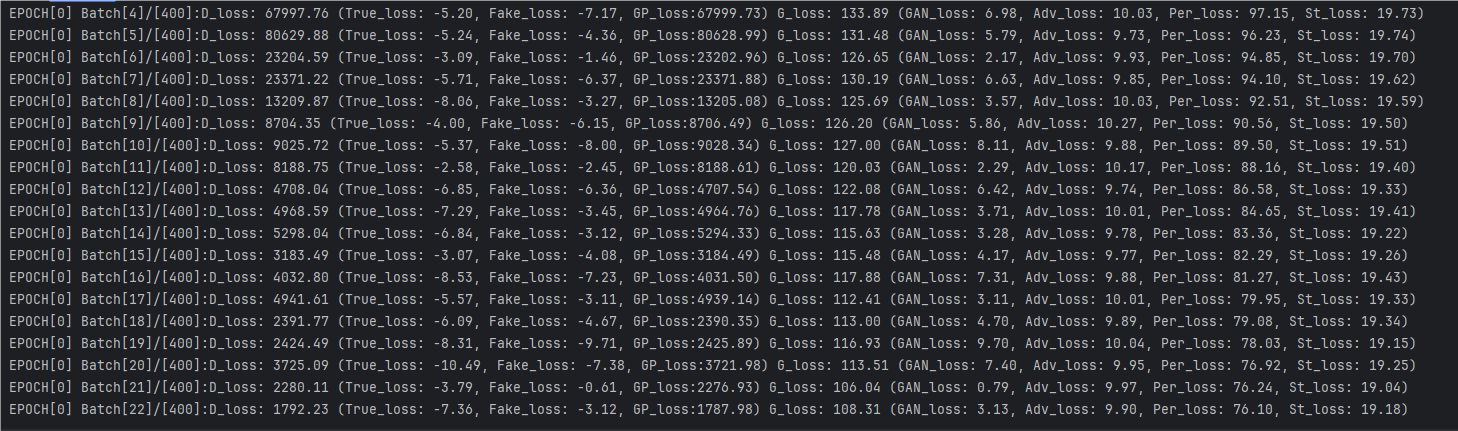 EPOCH[0] Batch[4]/[400]:D_loss: 67997.76 (True_loss: -5.20, Fake_loss: -7.17, GP_loss:67999.73) G_loss: 133.89 (GAN_loss: 6.98, Adv_loss: 10.03, Per_loss: 97.15, St_loss: 19.73)
EPOCH[0] Batch[5]/[400]:D_loss: 80629.88 (True_loss: -5.24, Fake_loss: -4.36, GP_loss:80628.99) G_loss: 131.48 (GAN_loss: 5.79, Adv_loss: 9.73, Per_loss: 96.23, St_loss: 19.74)
EPOCH[0] Batch[6]/[400]:D_loss: 23204.59 (True_loss: -3.09, Fake_loss: -1.46, GP_loss:23202.96) G_loss: 126.65 (GAN_loss: 2.17, Adv_loss: 9.93, Per_loss: 94.85, St_loss: 19.70)
EPOCH[0] Batch[7]/[400]:D_loss: 23371.22 (True_loss: -5.71, Fake_loss: -6.37, GP_loss:23371.88) G_loss: 130.19 (GAN_loss: 6.63, Adv_loss: 9.85, Per_loss: 94.10, St_loss: 19.62)
EPOCH[0] Batch[8]/[400]:D_loss: 13209.87 (True_loss: -8.06, Fake_loss: -3.27, GP_loss:13205.08) G_loss: 125.69 (GAN_loss: 3.57, Adv_loss: 10.03, Per_loss: 92.51, St_loss: 19.59)
EPOCH[0] Batch[9]/[400]:D_loss: 8704.35 (True_loss: -4.00, Fake_loss: -6.15, GP_loss:8706.49) G_loss: 126.20 (GAN_loss: 5.86, Adv_loss: 10.27, Per_loss: 90.56, St_loss: 19.50)
EPOCH[0] Batch[10]/[400]:D_loss: 9025.72 (True_loss: -5.37, Fake_loss: -8.00, GP_loss:9028.34) G_loss: 127.00 (GAN_loss: 8.11, Adv_loss: 9.88, Per_loss: 89.50, St_loss: 19.51)
EPOCH[0] Batch[11]/[400]:D_loss: 8188.75 (True_loss: -2.58, Fake_loss: -2.45, GP_loss:8188.61) G_loss: 120.03 (GAN_loss: 2.29, Adv_loss: 10.17, Per_loss: 88.16, St_loss: 19.40)
EPOCH[0] Batch[12]/[400]:D_loss: 4708.04 (True_loss: -6.85, Fake_loss: -6.36, GP_loss:4707.54) G_loss: 122.08 (GAN_loss: 6.42, Adv_loss: 9.74, Per_loss: 86.58, St_loss: 19.33)
EPOCH[0] Batch[13]/[400]:D_loss: 4968.59 (True_loss: -7.29, Fake_loss: -3.45, GP_loss:4964.76) G_loss: 117.78 (GAN_loss: 3.71, Adv_loss: 10.01, Per_loss: 84.65, St_loss: 19.41)
EPOCH[0] Batch[14]/[400]:D_loss: 5298.04 (True_loss: -6.84, Fake_loss: -3.12, GP_loss:5294.33) G_loss: 115.63 (GAN_loss: 3.28, Adv_loss: 9.78, Per_loss: 83.36, St_loss: 19.22)
EPOCH[0] Batch[15]/[400]:D_loss: 3183.49 (True_loss: -3.07, Fake_loss: -4.08, GP_loss:3184.49) G_loss: 115.48 (GAN_loss: 4.17, Adv_loss: 9.77, Per_loss: 82.29, St_loss: 19.26)
EPOCH[0] Batch[16]/[400]:D_loss: 4032.80 (True_loss: -8.53, Fake_loss: -7.23, GP_loss:4031.50) G_loss: 117.88 (GAN_loss: 7.31, Adv_loss: 9.88, Per_loss: 81.27, St_loss: 19.43)
EPOCH[0] Batch[17]/[400]:D_loss: 4941.61 (True_loss: -5.57, Fake_loss: -3.11, GP_loss:4939.14) G_loss: 112.41 (GAN_loss: 3.11, Adv_loss: 10.01, Per_loss: 79.95, St_loss: 19.33)
EPOCH[0] Batch[18]/[400]:D_loss: 2391.77 (True_loss: -6.09, Fake_loss: -4.67, GP_loss:2390.35) G_loss: 113.00 (GAN_loss: 4.70, Adv_loss: 9.89, Per_loss: 79.08, St_loss: 19.34)
EPOCH[0] Batch[19]/[400]:D_loss: 2424.49 (True_loss: -8.31, Fake_loss: -9.71, GP_loss:2425.89) G_loss: 116.93 (GAN_loss: 9.70, Adv_loss: 10.04, Per_loss: 78.03, St_loss: 19.15)
EPOCH[0] Batch[20]/[400]:D_loss: 3725.09 (True_loss: -10.49, Fake_loss: -7.38, GP_loss:3721.98) G_loss: 113.51 (GAN_loss: 7.40, Adv_loss: 9.95, Per_loss: 76.92, St_loss: 19.25)
EPOCH[0] Batch[21]/[400]:D_loss: 2280.11 (True_loss: -3.79, Fake_loss: -0.61, GP_loss:2276.93) G_loss: 106.04 (GAN_loss: 0.79, Adv_loss: 9.97, Per_loss: 76.24, St_loss: 19.04)
EPOCH[0] Batch[22]/[400]:D_loss: 1792.23 (True_loss: -7.36, Fake_loss: -3.12, GP_loss:1787.98) G_loss: 108.31 (GAN_loss: 3.13, Adv_loss: 9.90, Per_loss: 76.10, St_loss: 19.18)